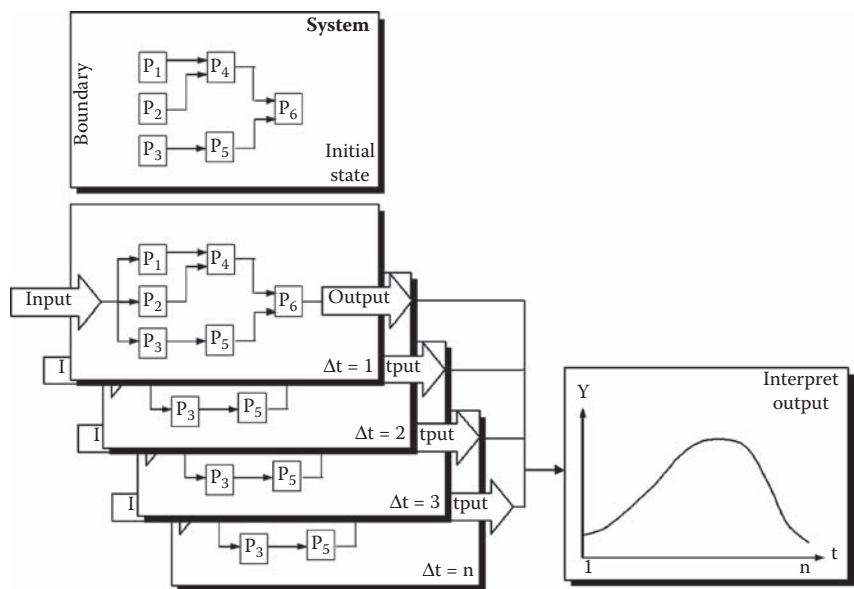 System
Boundary
P1 P4
P2 P6
P3 P5
Initial
state
P1 P4
Input P2 P6 Output
P3 P5
Δt = 1
I tput
P3 P5
Δt = 2
I tput
P3 P5
Δt = 3
I tput
P3 P5
Δt = n
Interpret
output
Y
t
1 n